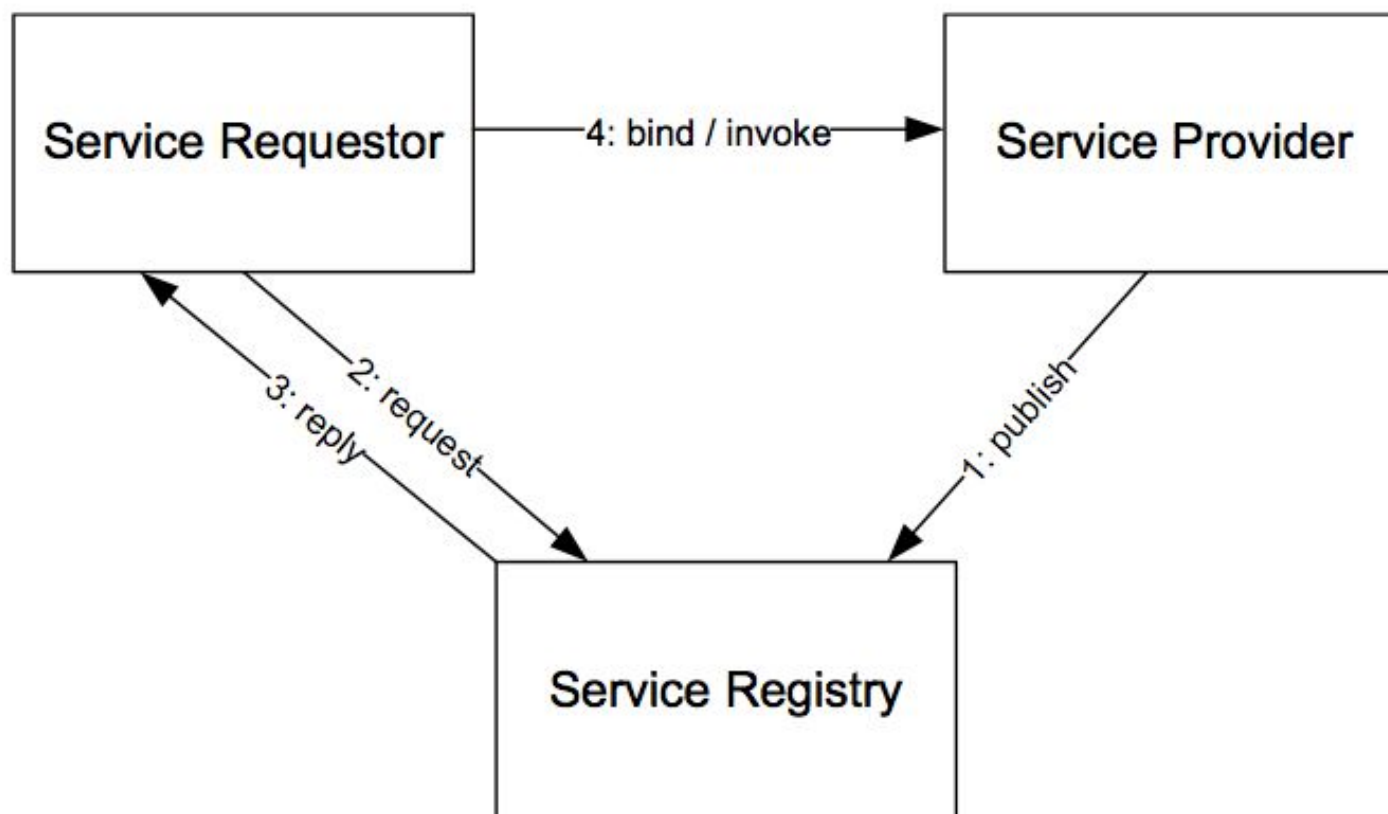 Service Requestor
4: bind / invoke
Service Provider
2: request
3: reply
1: publish
Service Registry